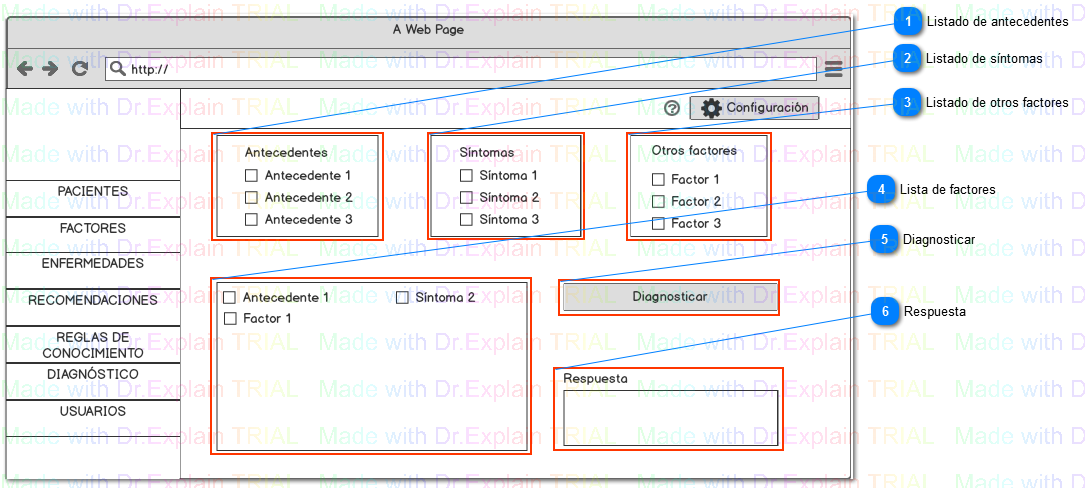 A Web Page
http://
Configuración
PACIENTES
FACTORES
ENFERMEDADES
RECOMENDACIONES
REGLAS DE
CONOCIMIENTO
DIAGNÓSTICO
USUARIOS
Antecedentes
Antecedente 1
Antecedente 2
Antecedente 3
Síntomas
Síntoma 1
Síntoma 2
Síntoma 3
Otros factores
Factor 1
Factor 2
Factor 3
Antecedente 1 Síntoma 2
Factor 1
Diagnosticar
Respuesta
1 Listado de antecedentes
2 Listado de síntomas
3 Listado de otros factores
4 Lista de factores
5 Diagnosticar
6 Respuesta
Made with Dr.Explain TRIAL